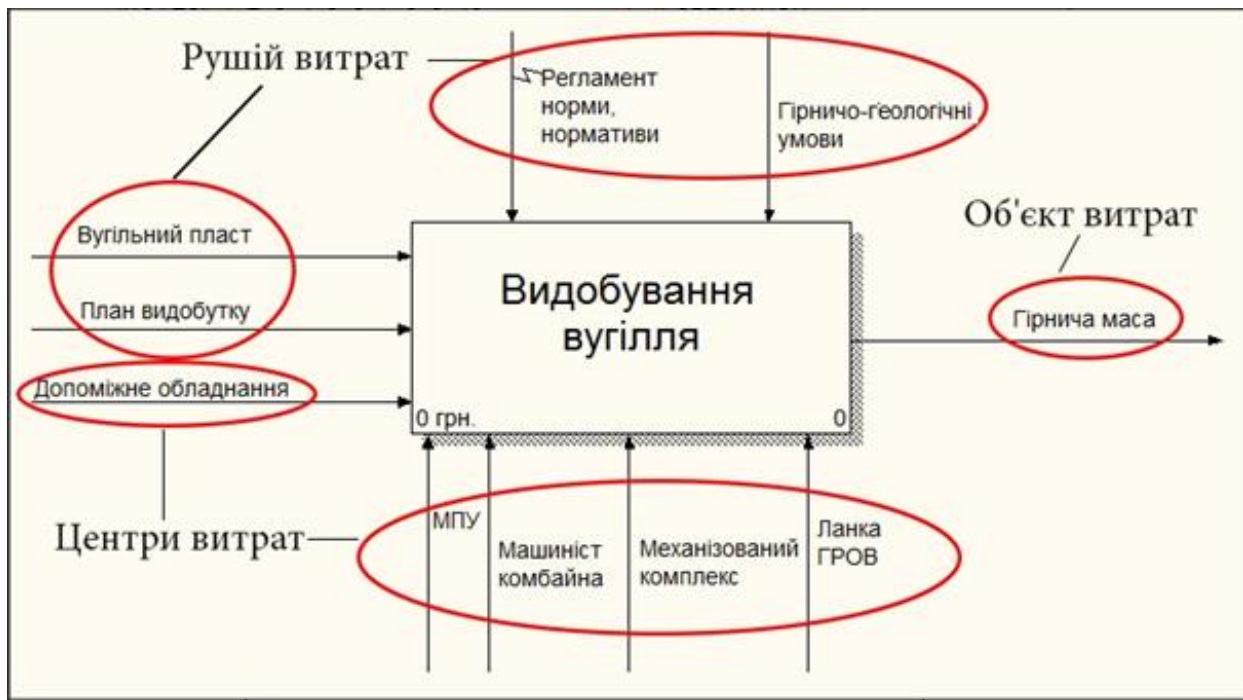 Рушій витрат
Регламент
норми,
нормативи
Гірничо-геологічні
умови
Об'єкт витрат
Вугільний пласт
План видобутку
Допоміжне обладнання
Видобування
вугілля
0 грн.
0
Гірнича маса
Центри витрат
МПУ
Машиніст
комбайна
Механізований
комплекс
Ланка
ГРОВ